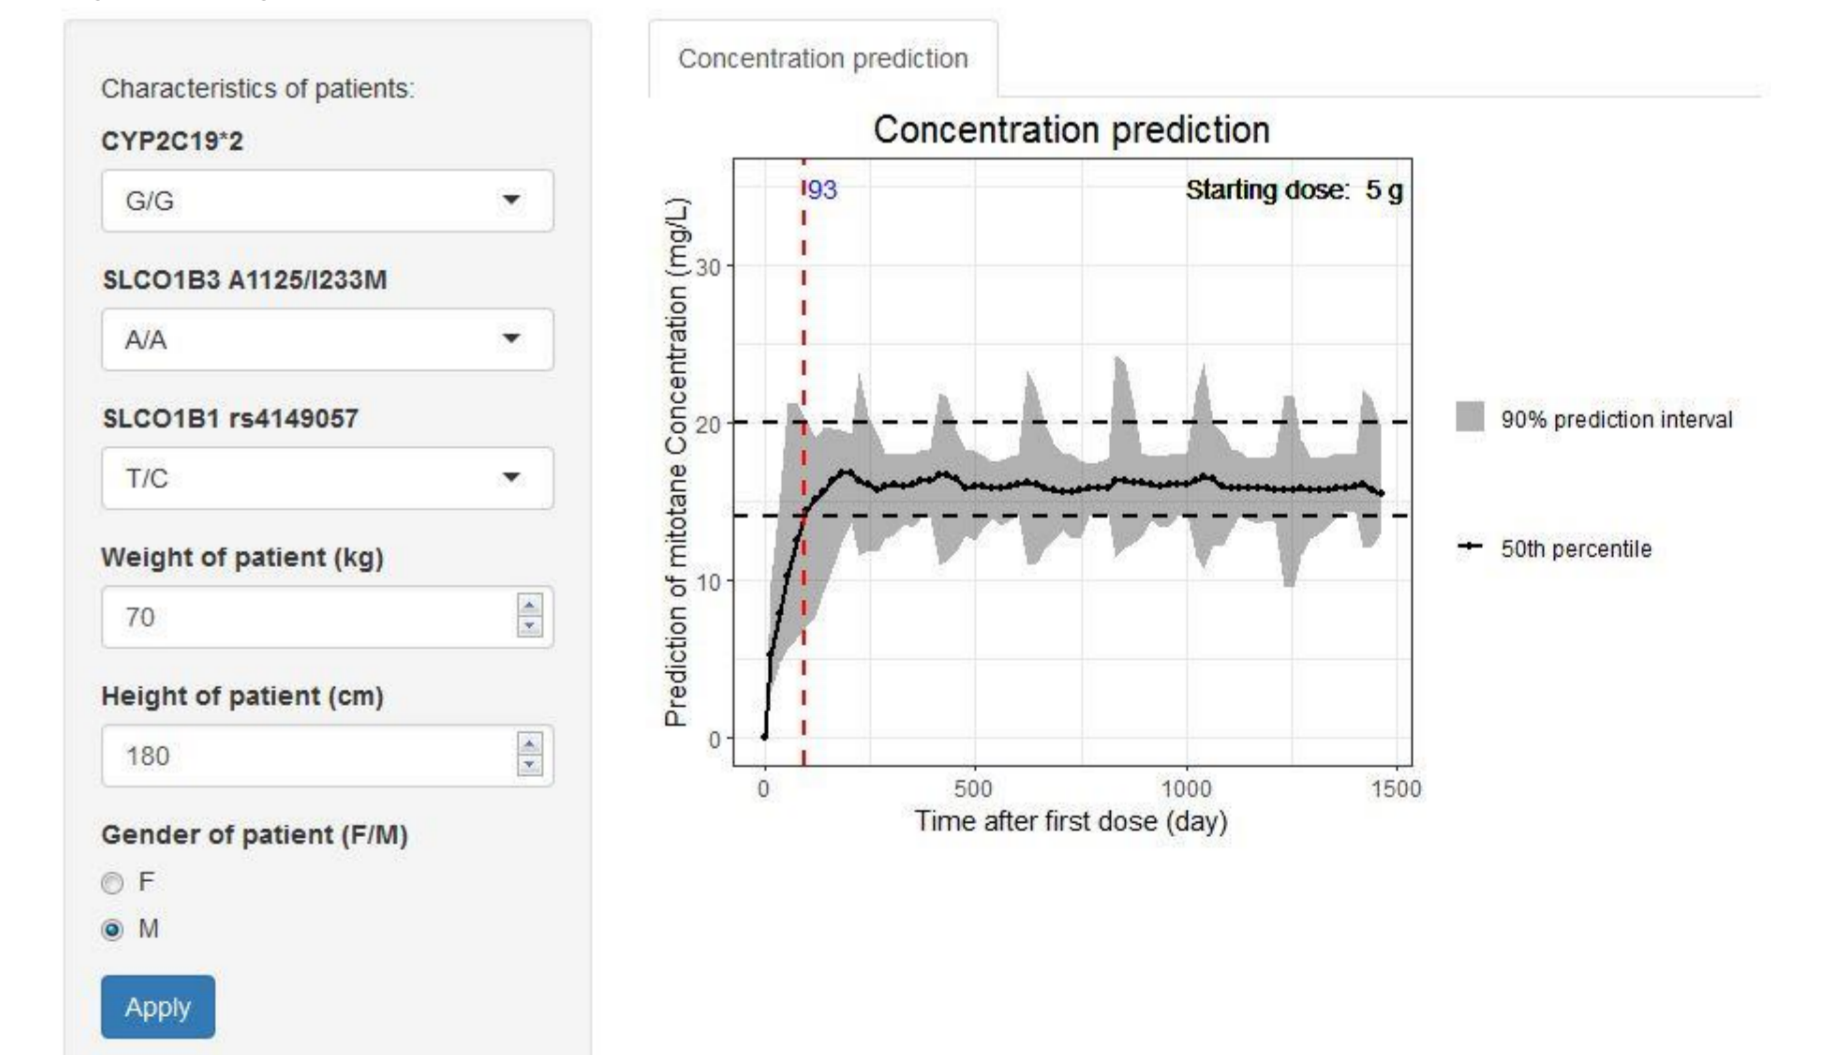 Characteristics of patients:
CYP2C19*2
G/G
SLCO1B3 A1125/I233M
A/A
SLCO1B1 rs4149057
T/C
Weight of patient (kg)
70
Height of patient (cm)
180
Gender of patient (F/M)
F
M
Apply
Concentration prediction
Concentration prediction
93
Starting dose: 5 g
Prediction of mitotane Concentration (mg/L)
30
20
10
0
0 500 1000 1500
Time after first dose (day)
90% prediction interval
50th percentile